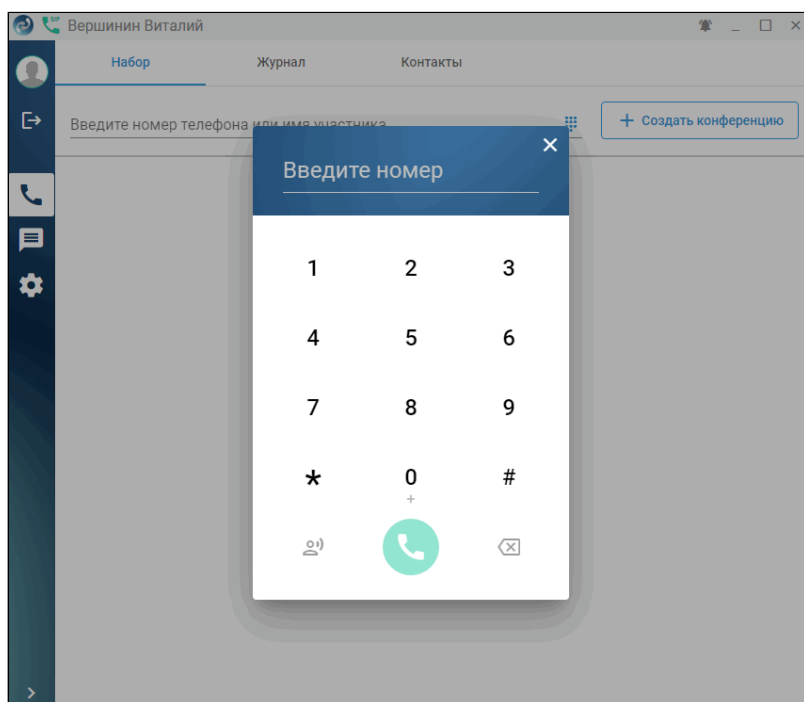 Вершинин Виталий
Набор Журнал Контакты
Введите номер телефона или имя участника
+ Создать конференцию
Введите номер
1 2 3
4 5 6
7 8 9
* 0 #
+